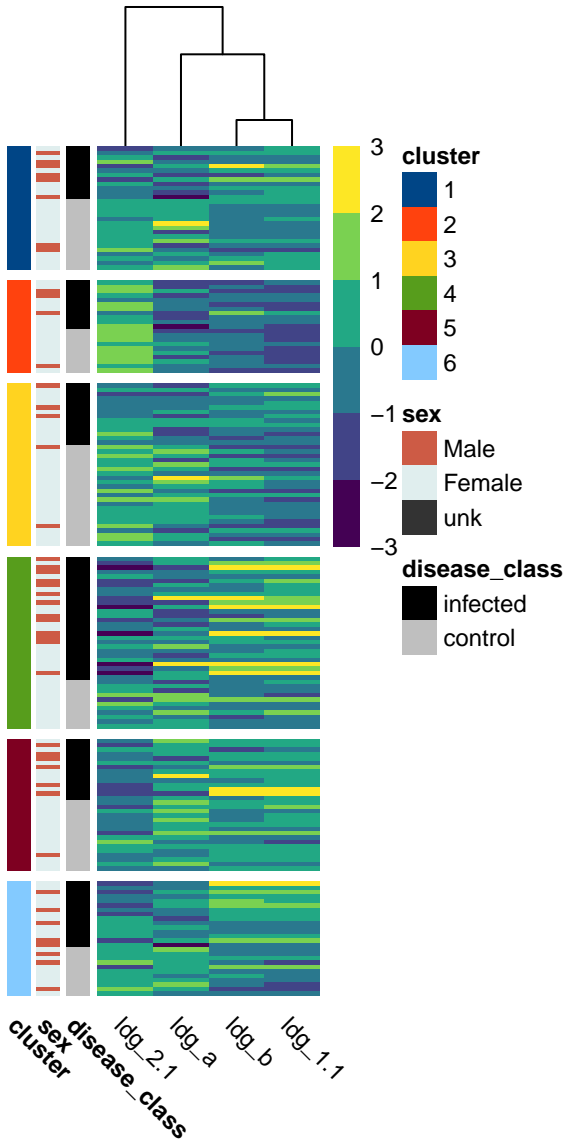 3
2
1
0
−1
−2
−3
cluster
1
2
3
4
5
6
sex
Male
Female
unk
disease_class
infected
control
cluster
sex
disease_class
ldg_2.1
ldg_a
ldg_b
ldg_1.1